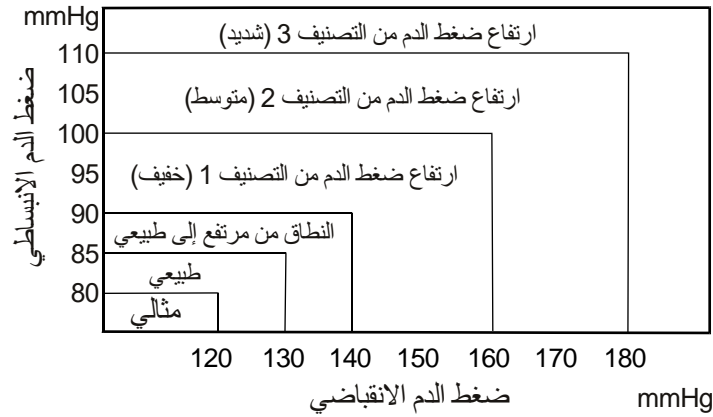 mmHg
ارتفاع ضغط الدم من التصنيف 3 (شديد)
110
ارتفاع ضغط الدم من التصنيف 2 (متوسط)
105
100
ارتفاع ضغط الدم من التصنيف 1 (خفيف)
95
90
النطاق من مرتفع إلى طبيعي
85
طبيعي
80
مثالي
ضغط الدم الانبساطي
120 130 140 150 160 170 180
ضغط الدم الانقباضي
mmHg